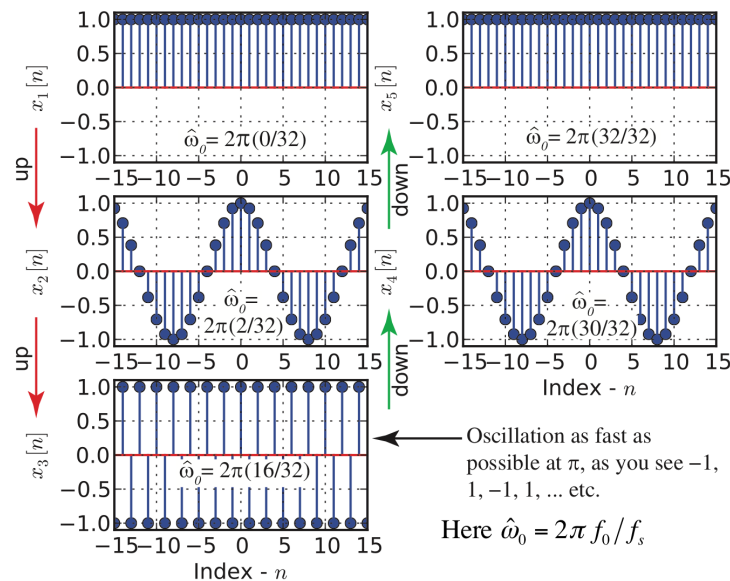 1.0
0.5
0.0
−0.5
−1.0
x₁[n]
ω̂₀= 2π(0/32)
−15 −10 −5 0 5 10 15
up
1.0
0.5
0.0
−0.5
−1.0
x₂[n]
ω̂₀=
2π(2/32)
−15 −10 −5 0 5 10 15
up
1.0
0.5
0.0
−0.5
−1.0
x₃[n]
ω̂₀= 2π(16/32)
−15 −10 −5 0 5 10 15
Index - n
1.0
0.5
0.0
−0.5
−1.0
x₅[n]
ω̂₀= 2π(32/32)
−15 −10 −5 0 5 10 15
down
1.0
0.5
0.0
−0.5
−1.0
x₄[n]
ω̂₀=
2π(30/32)
−15 −10 −5 0 5 10 15
Index - n
down
Oscillation as fast as
possible at π, as you see −1,
1, −1, 1, ... etc.
Here ω̂₀ = 2π f₀/fₛ